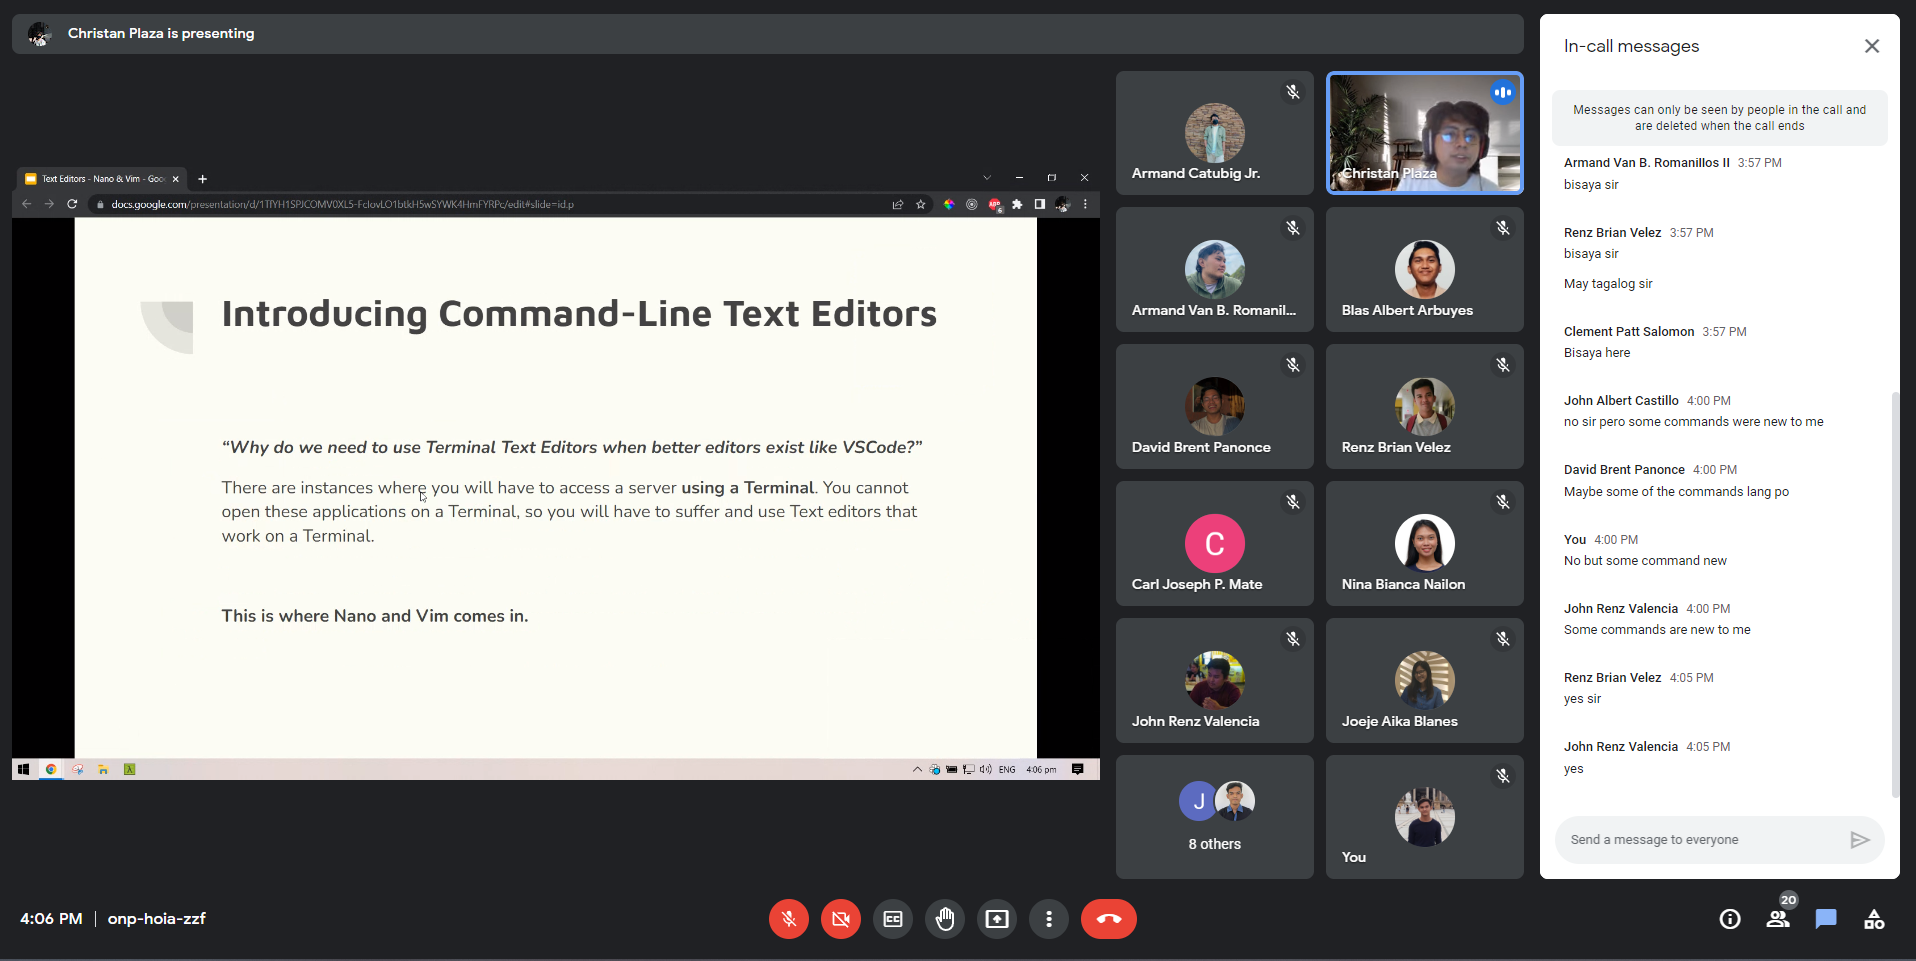 Christan Plaza is presenting
Text Editors - Nano & Vim - Goo
docs.google.com/presentation/d/
Introducing Command-Line Text Editors
“Why do we need to use Terminal Text Editors when better editors exist like VSCode?”
There are instances where you will have to access a server using a Terminal. You cannot
open these applications on a Terminal, so you will have to suffer and use Text editors that
work on a Terminal.
This is where Nano and Vim comes in.
ENG
4:06 pm
Armand Catubig Jr.
Christan Plaza
Armand Van B. Romanil...
Blas Albert Arbuyes
David Brent Panonce
Renz Brian Velez
C
Carl Joseph P. Mate
Nina Bianca Nailon
John Renz Valencia
Joeje Aika Blanes
J
8 others
You
In-call messages
Messages can only be seen by people in the call and
are deleted when the call ends
Armand Van B. Romanillos II 3:57 PM
bisaya sir
Renz Brian Velez 3:57 PM
bisaya sir
May tagalog sir
Clement Patt Salomon 3:57 PM
Bisaya here
John Albert Castillo 4:00 PM
no sir pero some commands were new to me
David Brent Panonce 4:00 PM
Maybe some of the commands lang po
You 4:00 PM
No but some command new
John Renz Valencia 4:00 PM
Some commands are new to me
Renz Brian Velez 4:05 PM
yes sir
John Renz Valencia 4:05 PM
yes
Send a message to everyone
4:06 PM | onp-hoia-zzf
CC
20